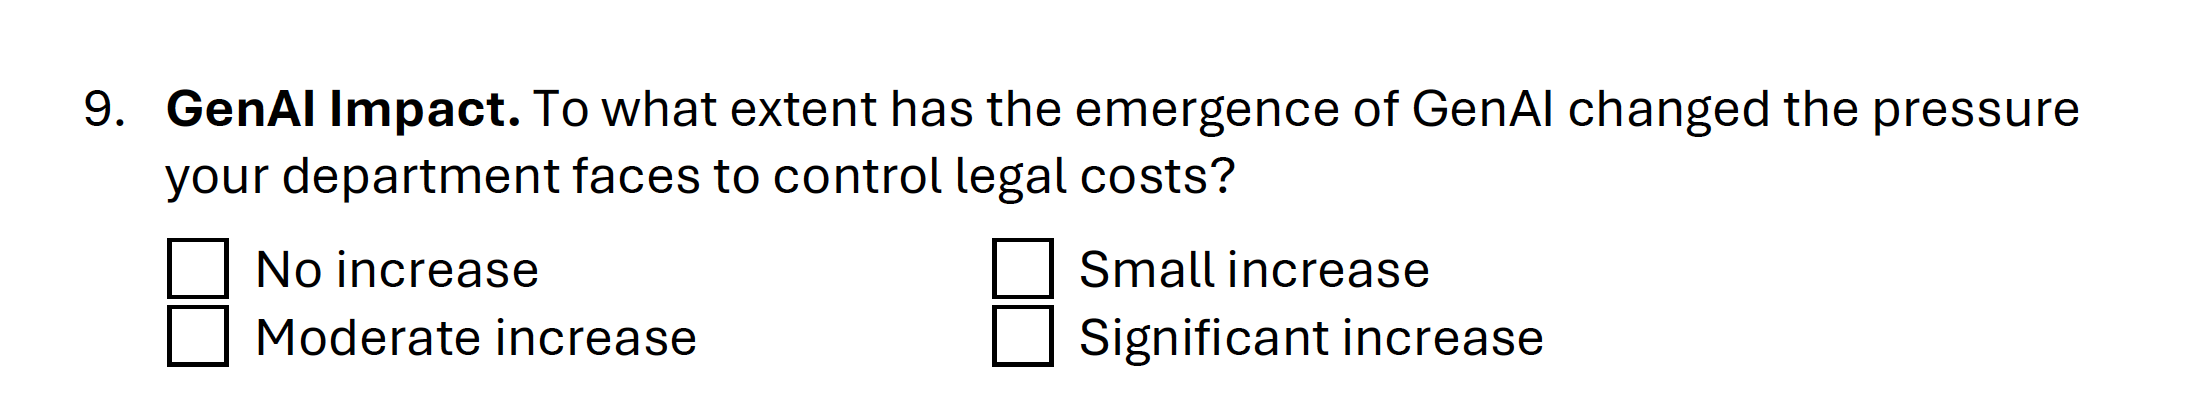 9. GenAI Impact. To what extent has the emergence of GenAI changed the pressure
your department faces to control legal costs?
No increase Small increase
Moderate increase Significant increase